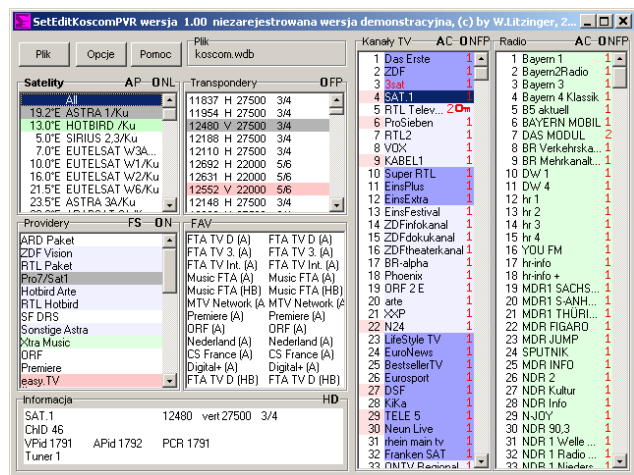 SetEditKoscomPVR wersja 1.00 niezarejestrowana wersja demonstracyjna, (c) by W.Litzinger, 2...
Plik Opcje Pomoc
Plik
koscom.wdb
Satelity AP ONL
All
19.2°E ASTRA 1/Ku
13.0°E HOTBIRD /Ku
5.0°E SIRIUS 2,3/Ku
7.0°E EUTELSAT W3A...
10.0°E EUTELSAT W1/Ku
16.0°E EUTELSAT W2/Ku
21.5°E EUTELSAT W6/Ku
23.5°E ASTRA 3A/Ku
Transpondery OFP
11837 H 27500 3/4
11954 H 27500 3/4
12480 V 27500 3/4
12188 H 27500 3/4
12110 H 27500 3/4
12692 H 22000 5/6
12631 H 22000 5/6
12552 V 22000 5/6
12148 H 27500 3/4
Providery FS ON
ARD Paket
ZDF Vision
RTL Paket
Pro7/Sat1
Hotbird Arte
RTL Hotbird
SF DRS
Sonstige Astra
Xtra Music
ORF
Premiere
easy.TV
FAV
FTA TV D (A) FTA TV D (A)
FTA TV 3. (A) FTA TV 3. (A)
FTA TV Int. (A) FTA TV Int. (A)
Music FTA (A) Music FTA (A)
Music FTA (HB) Music FTA (HB)
MTV Network (A MTV Network (A
Premiere (A) Premiere (A)
ORF (A) ORF (A)
Nederland (A) Nederland (A)
CS France (A) CS France (A)
Digital+ (A) Digital+ (A)
FTA TV D (HB) FTA TV D (HB)
Informacja HD
SAT.1 12480 vert 27500 3/4
ChID 46
VPid 1791 APid 1792 PCR 1791
Tuner 1
Kanały TV AC ONFP
1 Das Erste 1
2 ZDF 1
3 3sat 1
4 SAT.1 1
5 RTL Telev... 2
6 ProSieben 1
7 RTL2 1
8 VOX 1
9 KABEL1 1
10 Super RTL 1
11 EinsPlus 1
12 EinsExtra 1
13 EinsFestival 1
14 ZDFinfokanal 1
15 ZDFdokukanal 1
16 ZDFtheaterkanal 1
17 BR-alpha 1
18 Phoenix 1
19 ORF 2 E 1
20 arte 1
21 XXP 1
22 N24 1
23 LifeStyle TV 1
24 EuroNews 1
25 BestsellerTV 1
26 Eurosport 1
27 DSF 1
28 KiKa 1
29 TELE 5 1
30 Neun Live 1
31 rhein main tv 1
32 Franken SAT 1
33 ONTV Regional 1
Radio AC ONFP
1 Bayern 1 1
2 Bayern2Radio 1
3 Bayern 3 1
4 Bayern 4 Klassik 1
5 B5 aktuell 1
6 BAYERN MOBIL 1
7 DAS MODUL 2
8 BR Verkehrska... 1
9 BR Mehrkanalt... 1
10 DW 1 1
11 DW 4 1
12 hr 1 1
13 hr 2 1
14 hr 3 1
15 hr 4 1
16 YOU FM 1
17 hr-info 1
18 hr-info + 1
19 MDR1 SACHS... 1
20 MDR1 S-ANH... 1
21 MDR1 THÜRI... 1
22 MDR FIGARO 1
23 MDR JUMP 1
24 SPUTNIK 1
25 MDR INFO 1
26 NDR 2 1
27 NDR Kultur 1
28 NDR Info 1
29 N-JOY 1
30 NDR 90,3 1
31 NDR 1 Welle ... 1
32 NDR 1 Radio ... 1
33 NDR 1 Nieders... 1